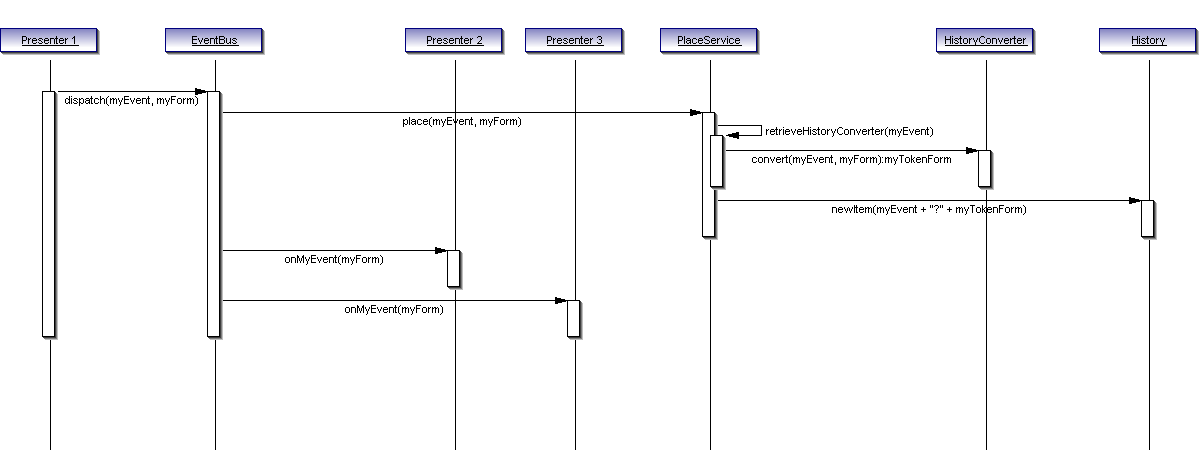 Presenter 1
EventBus
Presenter 2
Presenter 3
PlaceService
HistoryConverter
History
dispatch(myEvent, myForm)
place(myEvent, myForm)
retrieveHistoryConverter(myEvent)
convert(myEvent, myForm):myTokenForm
newItem(myEvent + "?" + myTokenForm)
onMyEvent(myForm)
onMyEvent(myForm)